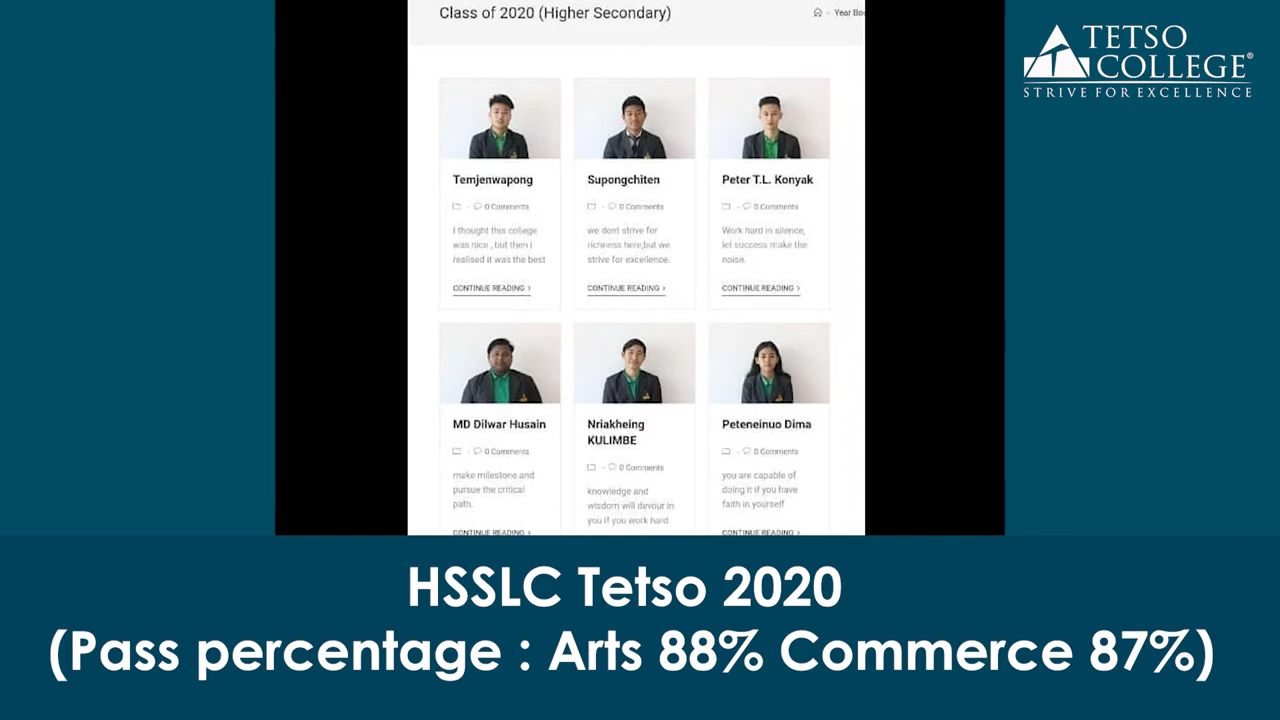 Class of 2020 (Higher Secondary)
Year
TETSO
COLLEGE®
STRIVE FOR EXCELLENCE
Temjenwapong
0 Comments
I thought this college
was nice , but then i
realised it was the best
CONTINUE READING >
Supongchiten
0 Comments
we dont strive for
richness here,but we
strive for excellence.
CONTINUE READING >
Peter T.L. Konyak
0 Comments
Work hard in silence,
let success make the
noise.
CONTINUE READING >
MD Dilwar Husain
0 Comments
make milestone and
pursue the critical
path.
CONTINUE READING >
Nriakheing
KULIMBE
0 Comments
knowledge and
wisdom will devour in
you if you work hard
Peteneinuo Dima
0 Comments
you are capable of
doing it if you have
faith in yourself
CONTINUE READING >
HSSLC Tetso 2020
(Pass percentage : Arts 88% Commerce 87%)